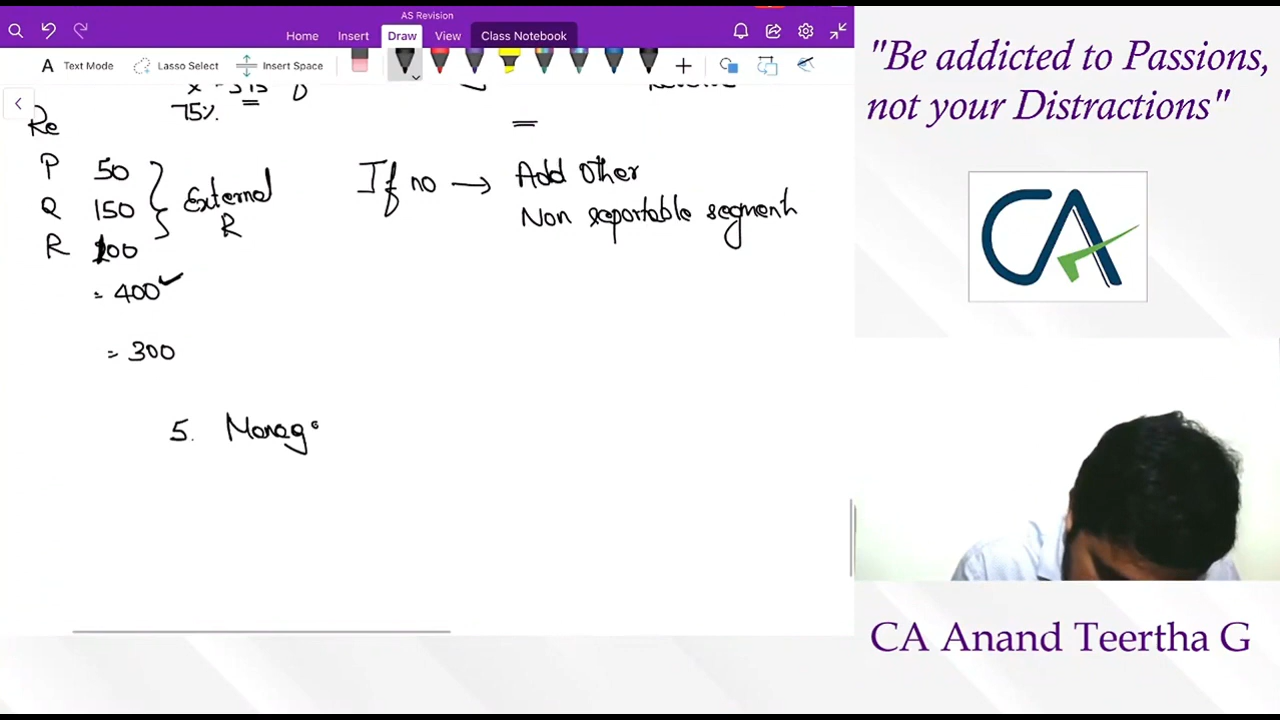 AS Revision
Home Insert Draw View Class Notebook
A Text Mode Lasso Select Insert Space
75%
Re
P 50
Q 150
R 100
External
R
= 400
= 300
If no → Add Other
Non reportable segment
5. Manag
"Be addicted to Passions,
not your Distractions"
CA
CA Anand Teertha G